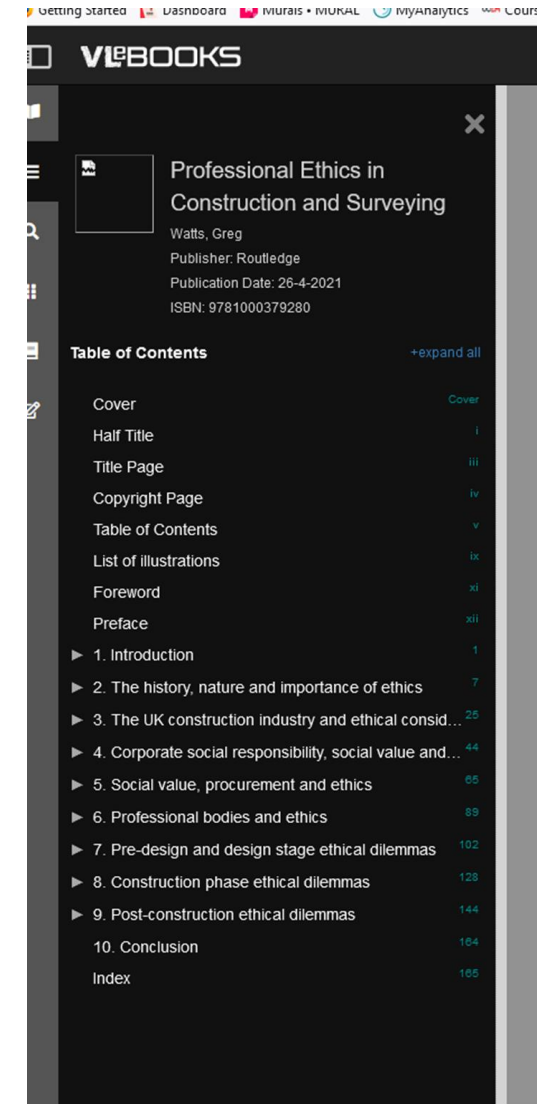 Getting Started Dashboard Murals • MURAL MyAnalytics Cours
VLeBOOKS
Professional Ethics in
Construction and Surveying
Watts, Greg
Publisher: Routledge
Publication Date: 26-4-2021
ISBN: 9781000379280
Table of Contents +expand all
Cover Cover
Half Title i
Title Page iii
Copyright Page iv
Table of Contents v
List of illustrations ix
Foreword xi
Preface xii
1. Introduction 1
2. The history, nature and importance of ethics 7
3. The UK construction industry and ethical consid... 25
4. Corporate social responsibility, social value and... 44
5. Social value, procurement and ethics 65
6. Professional bodies and ethics 89
7. Pre-design and design stage ethical dilemmas 102
8. Construction phase ethical dilemmas 128
9. Post-construction ethical dilemmas 144
10. Conclusion 164
Index 165